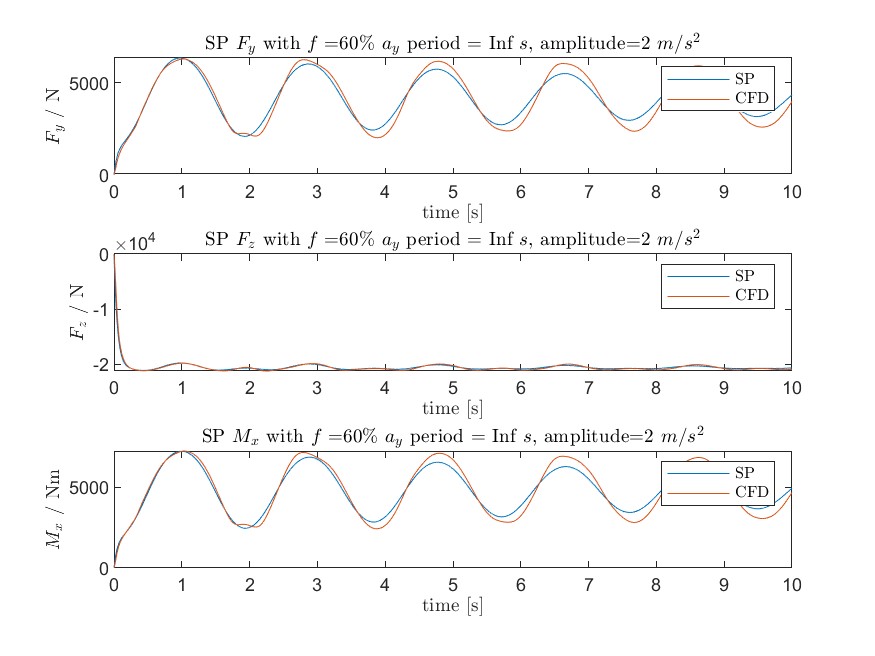 SP F_y with f =60% a_y period = Inf s, amplitude=2 m/s^2
SP
CFD
5000
0
F_y / N
0 1 2 3 4 5 6 7 8 9 10
time [s]
×10^4
SP F_z with f =60% a_y period = Inf s, amplitude=2 m/s^2
SP
CFD
0
-1
-2
F_z / N
0 1 2 3 4 5 6 7 8 9 10
time [s]
SP M_x with f =60% a_y period = Inf s, amplitude=2 m/s^2
SP
CFD
5000
0
M_x / Nm
0 1 2 3 4 5 6 7 8 9 10
time [s]